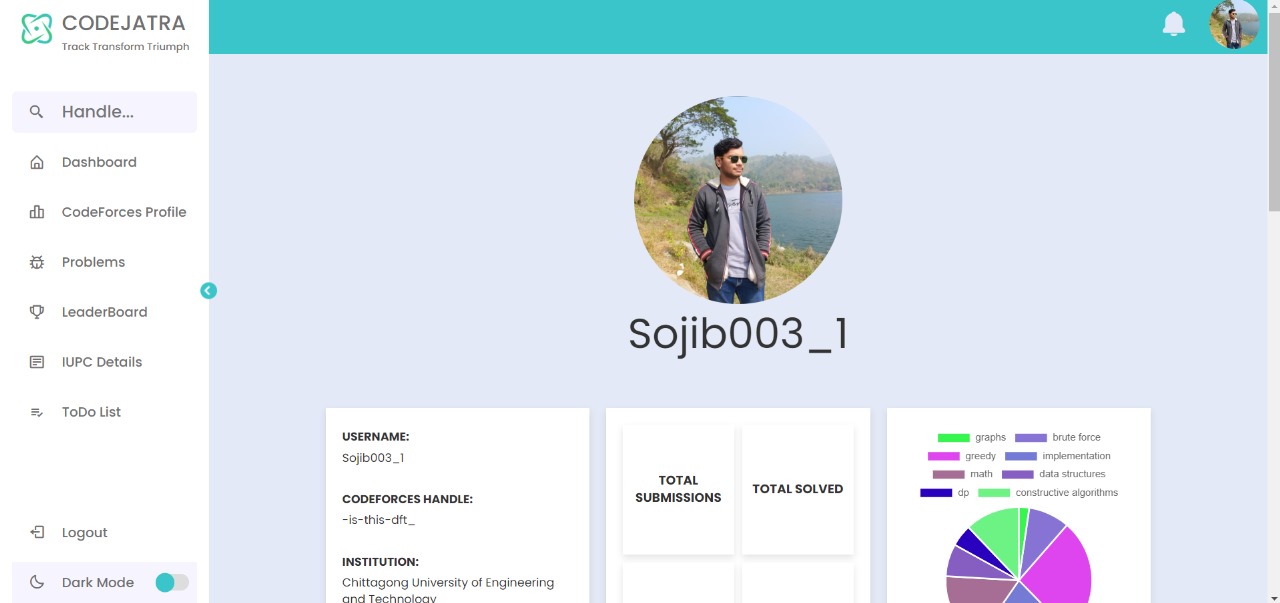 CODEJATRA
Track Transform Triumph
Handle...
Dashboard
CodeForces Profile
Problems
LeaderBoard
IUPC Details
ToDo List
Logout
Dark Mode
Sojib003_1
USERNAME:
Sojib003_1
CODEFORCES HANDLE:
-is-this-dft_
INSTITUTION:
Chittagong University of Engineering
and Technology
TOTAL
SUBMISSIONS
TOTAL SOLVED
graphs brute force
greedy implementation
math data structures
dp constructive algorithms